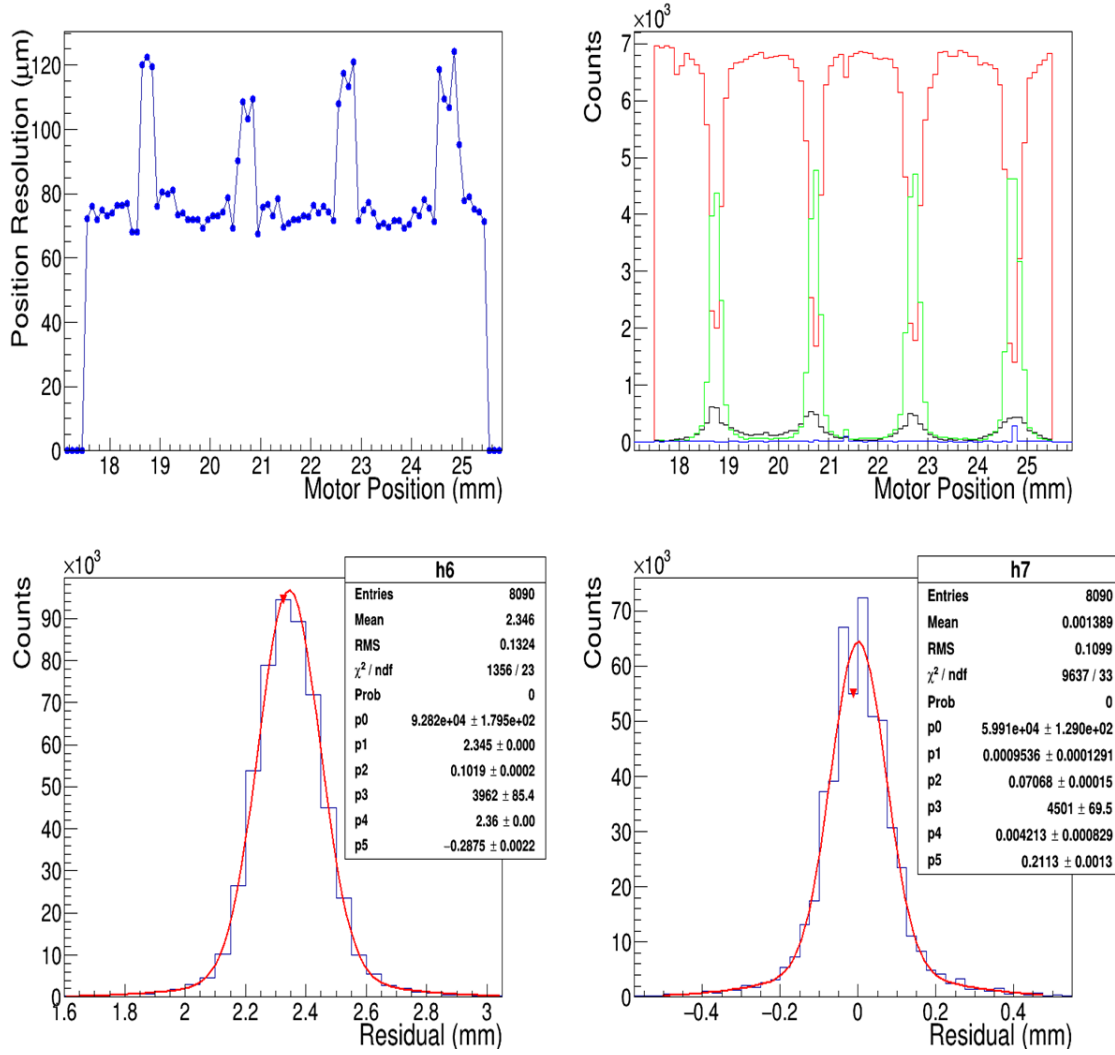 Position Resolution (μm)
120
100
80
60
40
20
0
18 19 20 21 22 23 24 25
Motor Position (mm)
×10³
Counts
7
6
5
4
3
2
1
0
18 19 20 21 22 23 24 25
Motor Position (mm)
×10³
Counts
90
80
70
60
50
40
30
20
10
0
1.6 1.8 2 2.2 2.4 2.6 2.8 3
Residual (mm)
h6
Entries 8090
Mean 2.346
RMS 0.1324
χ² / ndf 1356 / 23
Prob 0
p0 9.282e+04 ± 1.795e+02
p1 2.345 ± 0.000
p2 0.1019 ± 0.0002
p3 3962 ± 85.4
p4 2.36 ± 0.00
p5 −0.2875 ± 0.0022
×10³
Counts
70
60
50
40
30
20
10
0
−0.4 −0.2 0 0.2 0.4
Residual (mm)
h7
Entries 8090
Mean 0.001389
RMS 0.1099
χ² / ndf 9637 / 33
Prob 0
p0 5.991e+04 ± 1.290e+02
p1 0.0009536 ± 0.0001291
p2 0.07068 ± 0.00015
p3 4501 ± 69.5
p4 0.004213 ± 0.000829
p5 0.2113 ± 0.0013